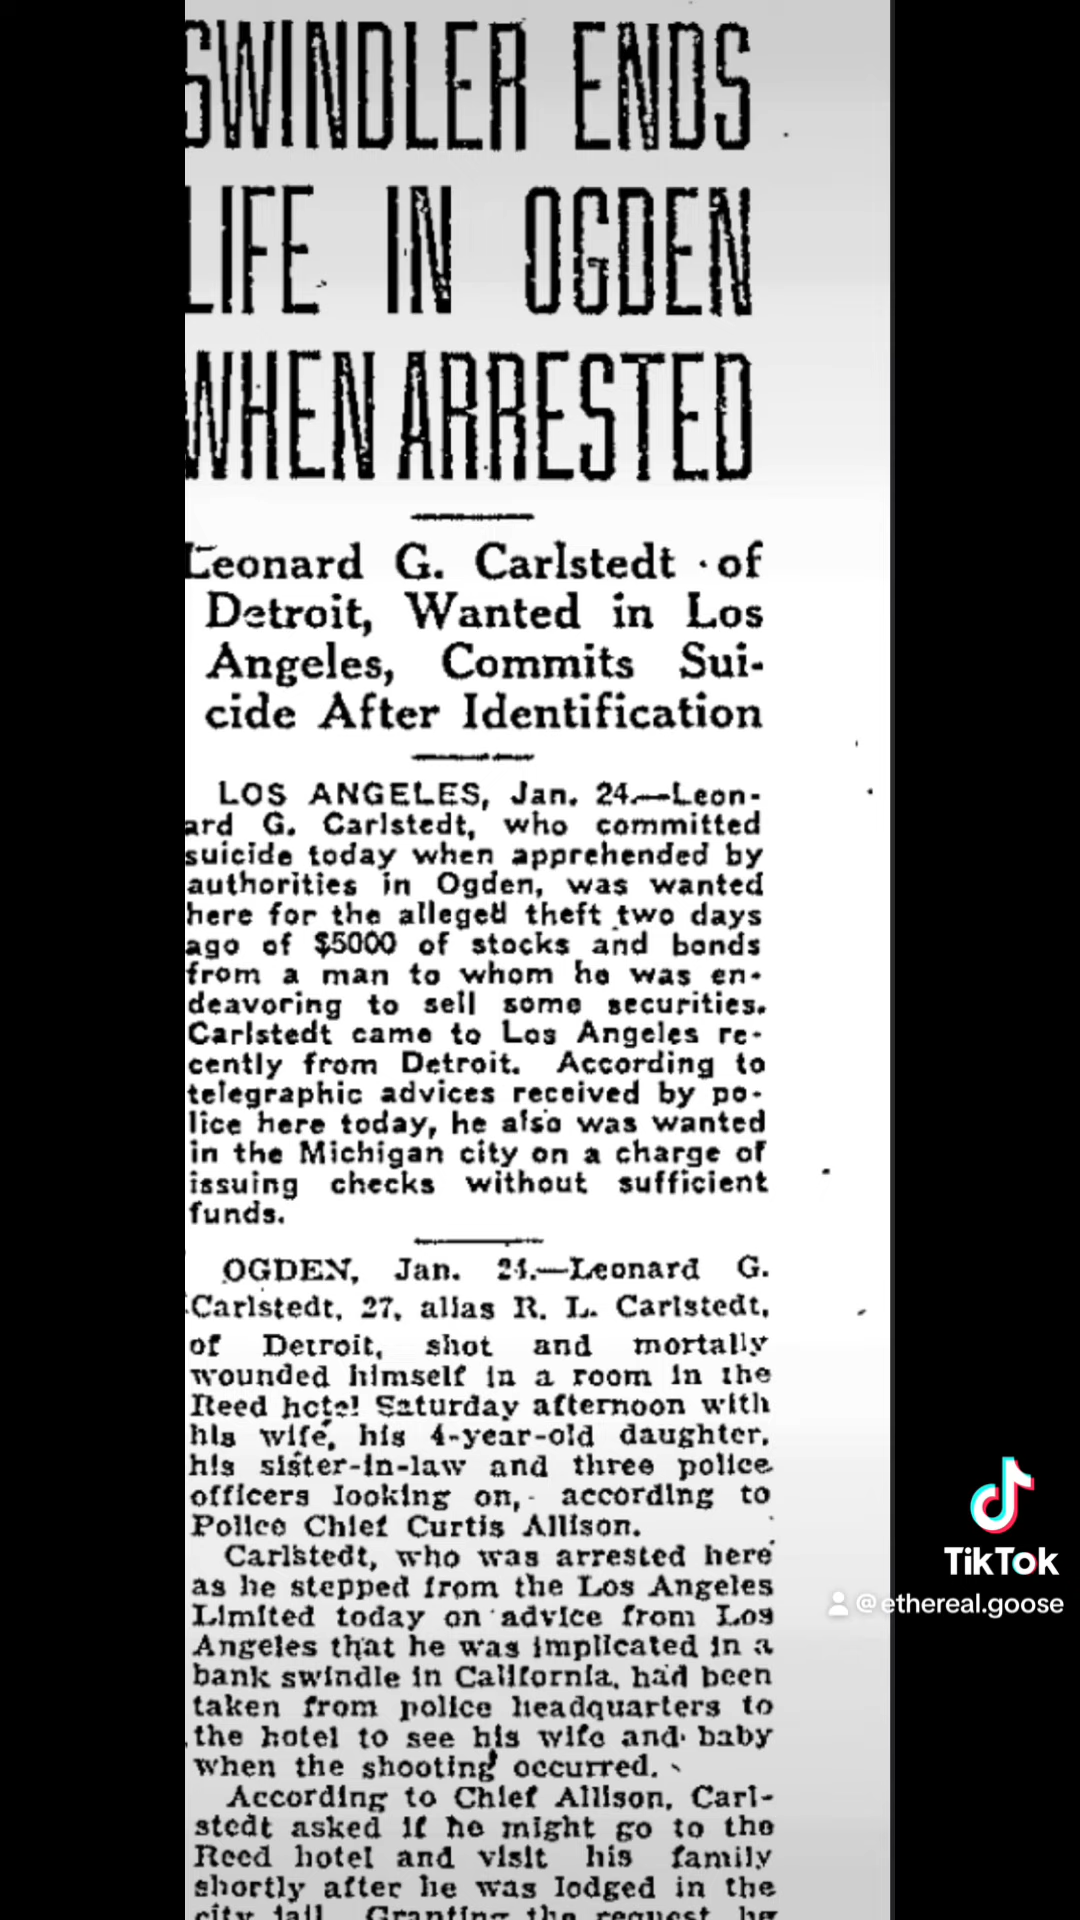 SWINDLER ENDS
LIFE IN OGDEN
WHEN ARRESTED
Leonard G. Carlstedt of
Detroit, Wanted in Los
Angeles, Commits Sui-
cide After Identification
LOS ANGELES, Jan. 24.—Leon-
ard G. Carlstedt, who committed
suicide today when apprehended by
authorities in Ogden, was wanted
here for the alleged theft two days
ago of $5000 of stocks and bonds
from a man to whom he was en-
deavoring to sell some securities.
Carlstedt came to Los Angeles re-
cently from Detroit. According to
telegraphic advices received by po-
lice here today, he also was wanted
in the Michigan city on a charge of
issuing checks without sufficient
funds.
OGDEN, Jan. 24.—Leonard G.
Carlstedt, 27, alias R. L. Carlstedt,
of Detroit, shot and mortally
wounded himself in a room in the
Reed hotel Saturday afternoon with
his wife, his 4-year-old daughter,
his sister-in-law and three police
officers looking on, according to
Police Chief Curtis Allison.
Carlstedt, who was arrested here
as he stepped from the Los Angeles
Limited today on advice from Los
Angeles that he was implicated in a
bank swindle in California, had been
taken from police headquarters to
the hotel to see his wife and baby
when the shooting occurred.
According to Chief Allison, Carl-
stedt asked if he might go to the
Reed hotel and visit his family
shortly after he was lodged in the
city jail. Granting the request, he
TikTok
@ethereal.goose